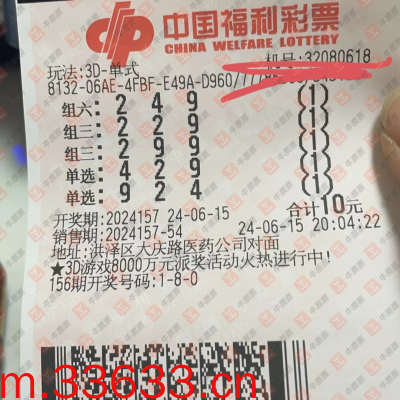 中国福利彩票
CHINA WELFARE LOTTERY
玩法:3D-单式 机号:32080618
8132-06AE-4FBF-E49A-D960/
组六: 2 4 9 (1)
组三: 2 9 9 (1)
组三: 2 2 9 (1)
单选: 4 2 9 (1)
单选: 9 2 4 (1)
合计10元
开奖期:2024157 24-06-15
销售期:2024157-54 24-06-15 20:04:22
地址:洪泽区大庆路医药公司对面
★3D游戏8000万元派奖活动火热进行中!
156期开奖号码:1-8-0
m.33633.cn